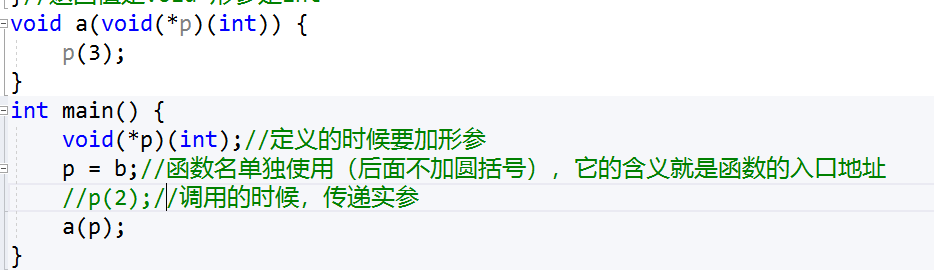 void a(void(*p)(int)) {
p(3);
}
int main() {
void(*p)(int);//定义的时候要加形参
p = b;//函数名单独使用（后面不加圆括号），它的含义就是函数的入口地址
//p(2);//调用的时候，传递实参
a(p);
}